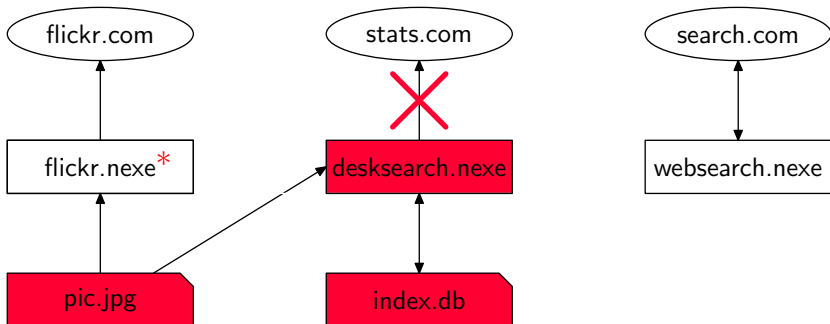 flickr.com
stats.com
search.com
flickr.nexe*
desksearch.nexe
websearch.nexe
pic.jpg
index.db